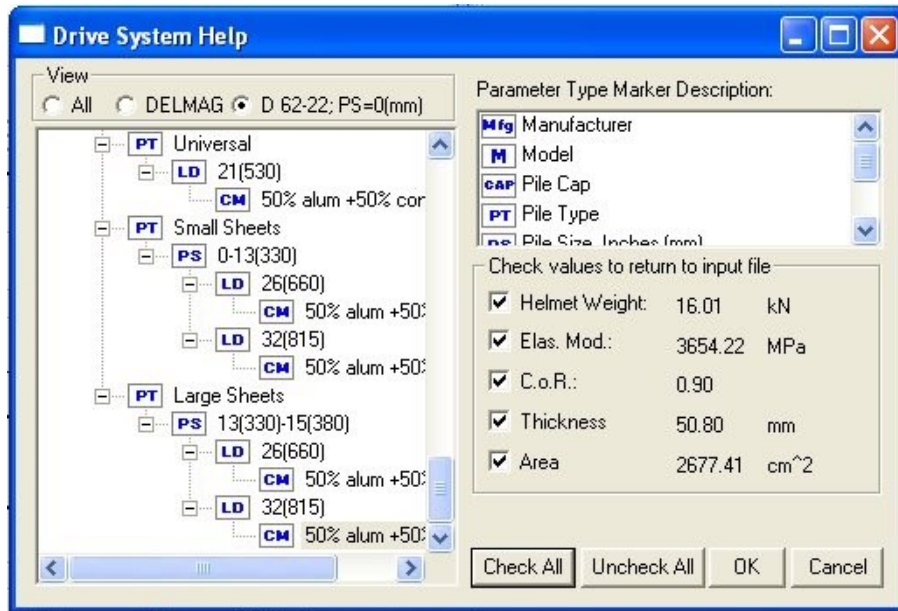 Drive System Help
View
All DELMAG D 62-22; PS=0(mm)
PT Universal
LD 21(530)
CM 50% alum +50% cor
PT Small Sheets
PS 0-13(330)
LD 26(660)
CM 50% alum +50%
LD 32(815)
CM 50% alum +50%
PT Large Sheets
PS 13(330)-15(380)
LD 26(660)
CM 50% alum +50%
LD 32(815)
CM 50% alum +50%
Parameter Type Marker Description:
Mfg Manufacturer
M Model
CAP Pile Cap
PT Pile Type
PS Pile Size, Inches (mm)
Check values to return to input file
Helmet Weight: 16.01 kN
Elas. Mod.: 3654.22 MPa
C.o.R.: 0.90
Thickness 50.80 mm
Area 2677.41 cm^2
Check All Uncheck All OK Cancel